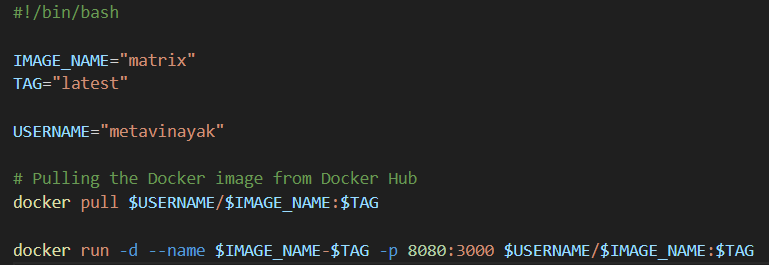 #!/bin/bash
IMAGE_NAME="matrix"
TAG="latest"
USERNAME="metavinayak"
# Pulling the Docker image from Docker Hub
docker pull $USERNAME/$IMAGE_NAME:$TAG
docker run -d --name $IMAGE_NAME-$TAG -p 8080:3000 $USERNAME/$IMAGE_NAME:$TAG